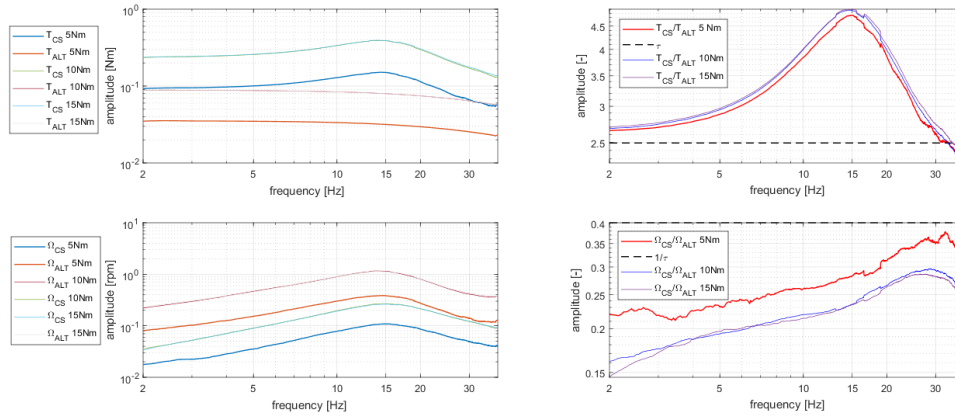 T_CS 5Nm
T_ALT 5Nm
T_CS 10Nm
T_ALT 10Nm
T_CS 15Nm
T_ALT 15Nm
amplitude [Nm]
10^0
10^-1
10^-2
2 5 10 15 20 30
frequency [Hz]
T_CS/T_ALT 5 Nm
τ
T_CS/T_ALT 10Nm
T_CS/T_ALT 15Nm
amplitude [-]
4.5
4
3.5
3
2.5
2 5 10 15 20 30
frequency [Hz]
Ω_CS 5Nm
Ω_ALT 5Nm
Ω_ALT 10Nm
Ω_CS 10Nm
Ω_CS 15Nm
Ω_ALT 15Nm
amplitude [rpm]
10^1
10^0
10^-1
10^-2
2 5 10 15 20 30
frequency [Hz]
Ω_CS/Ω_ALT 5Nm
1/τ
Ω_CS/Ω_ALT 10Nm
Ω_CS/Ω_ALT 15Nm
amplitude [-]
0.4
0.35
0.3
0.25
0.2
0.15
2 5 10 15 20 30
frequency [Hz]